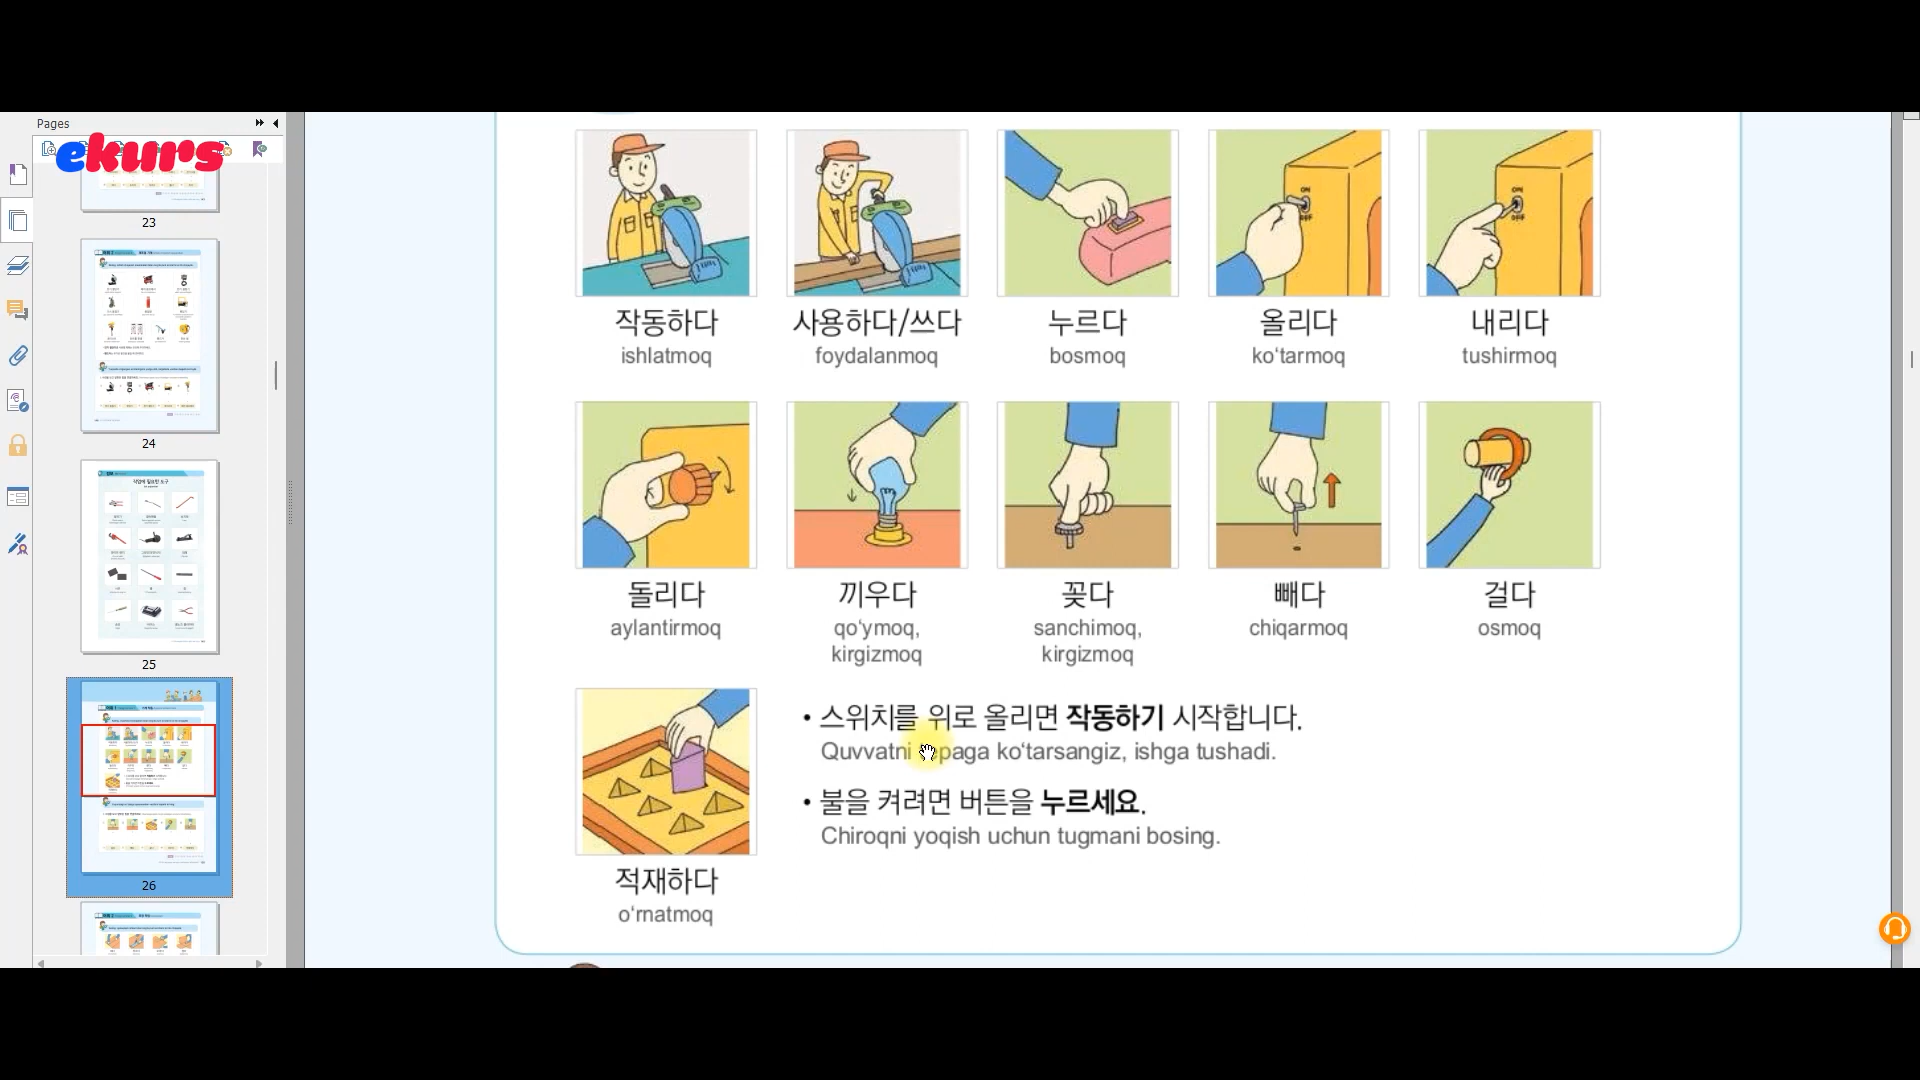 Pages
ekurs
23
24
25
26
ON
OFF
ON
OFF
작동하다
ishlatmoq
사용하다/쓰다
foydalanmoq
누르다
bosmoq
올리다
ko‘tarmoq
내리다
tushirmoq
돌리다
aylantirmoq
끼우다
qo‘ymoq,
kirgizmoq
꽂다
sanchimoq,
kirgizmoq
빼다
chiqarmoq
걸다
osmoq
적재하다
o‘rnatmoq
• 스위치를 위로 올리면 작동하기 시작합니다.
Quvvatni paga ko‘tarsangiz, ishga tushadi.
• 불을 켜려면 버튼을 누르세요.
Chiroqni yoqish uchun tugmani bosing.